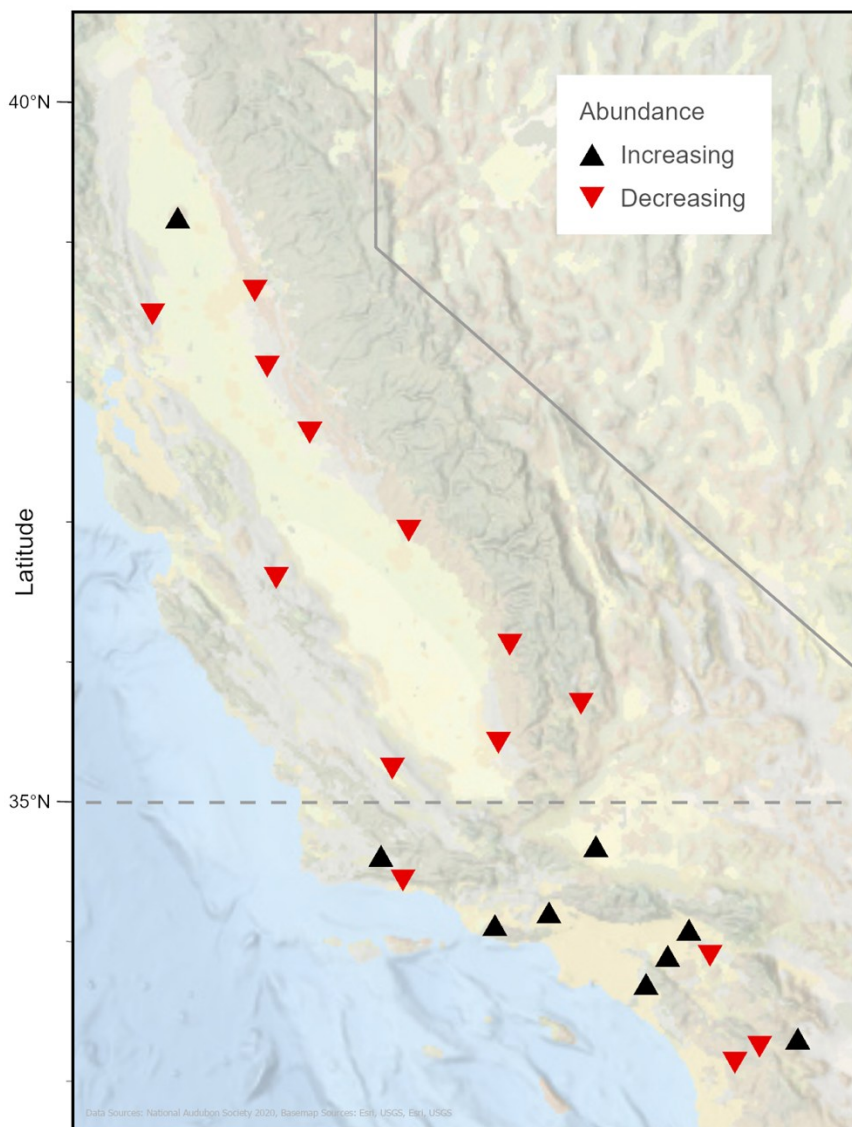 40°N
Abundance
Increasing
Decreasing
Latitude
35°N
Data Sources: National Audubon Society 2020, Basemap Sources: Esri, USGS, Esri, USGS